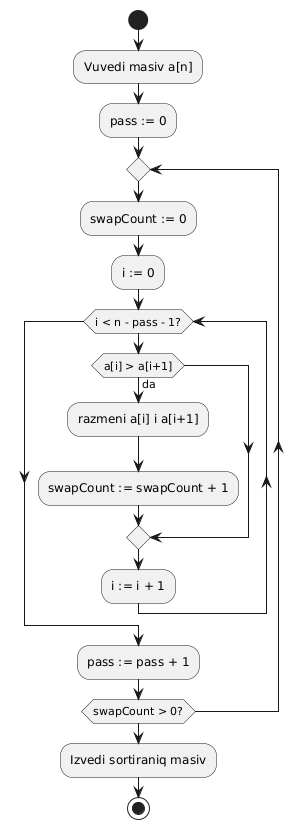 Vuvedi masiv a[n]
pass := 0
swapCount := 0
i := 0
i < n - pass - 1?
a[i] > a[i+1]
da
razmeni a[i] i a[i+1]
swapCount := swapCount + 1
i := i + 1
pass := pass + 1
swapCount > 0?
Izvedi sortiraniq masiv